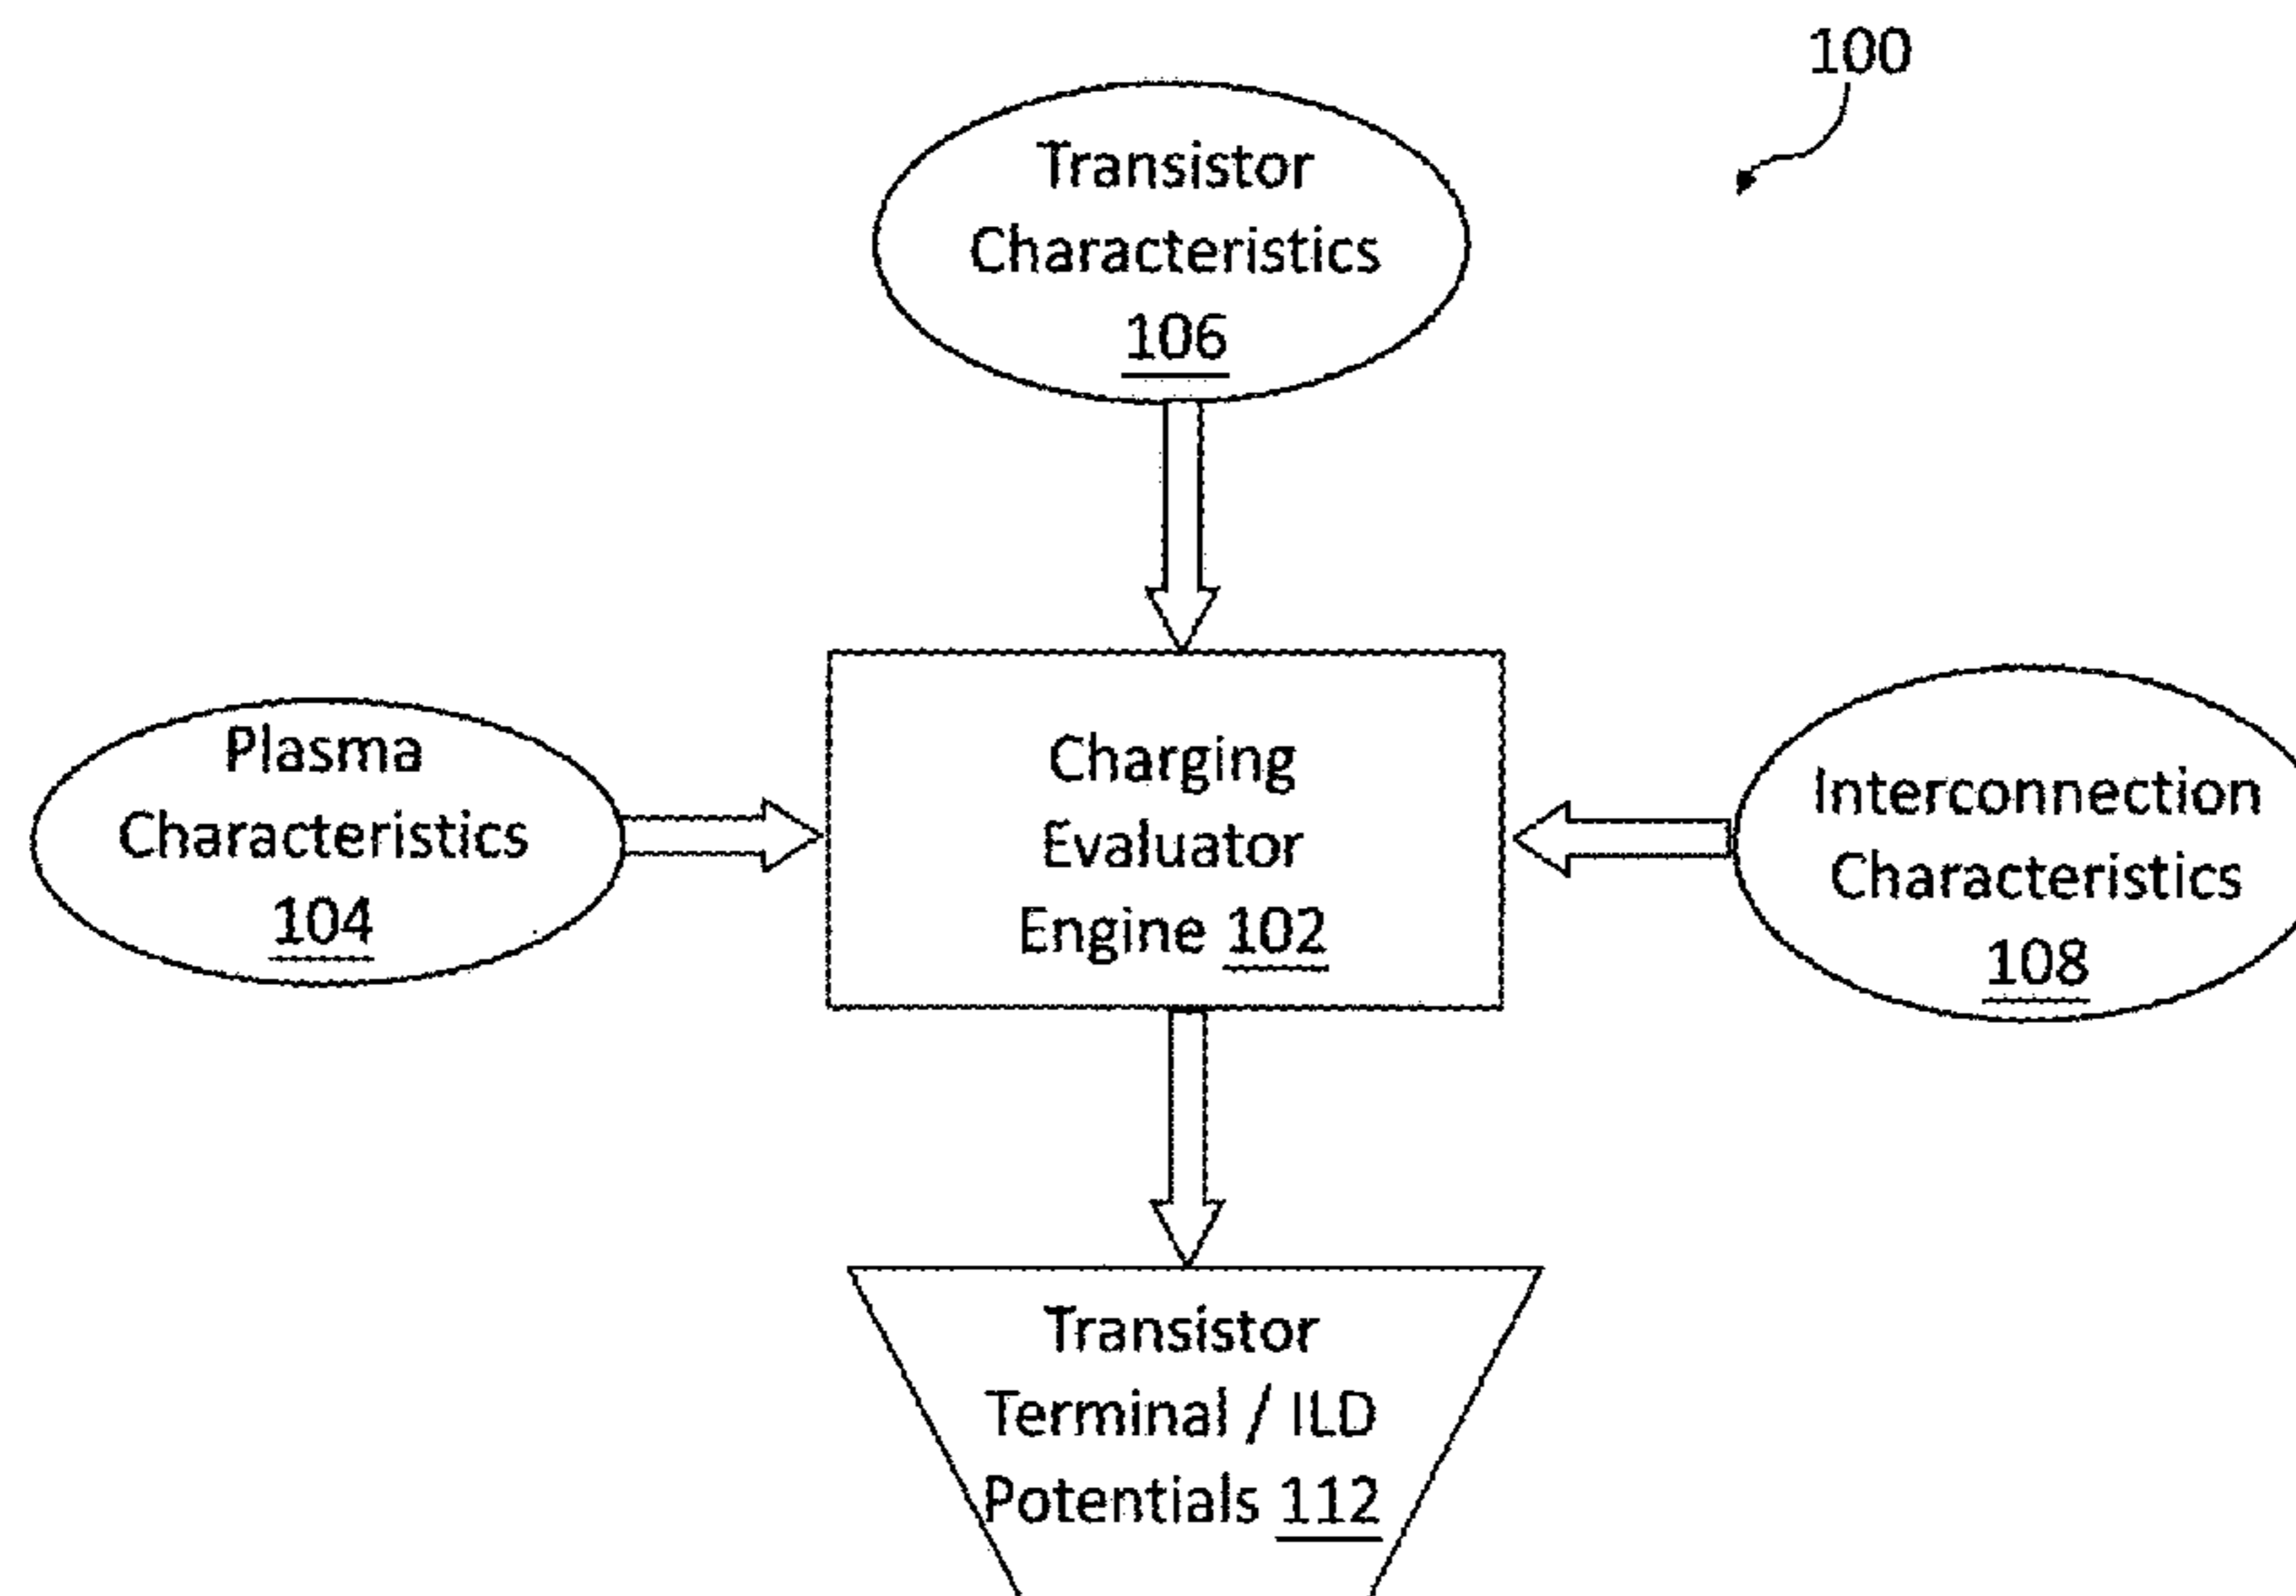 100
Transistor
Characteristics
106
Plasma
Characteristics
104
Charging
Evaluator
Engine 102
Interconnection
Characteristics
108
Transistor
Terminal / ILD
Potentials 112